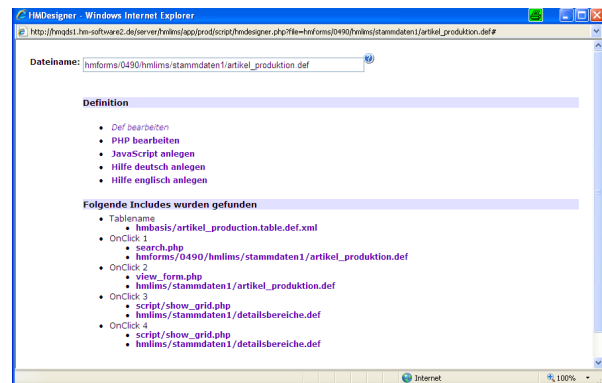 HMDesigner - Windows Internet Explorer
http://hmqds1.hm-software2.de/server/hmlims/app/prod/script/hmdesigner.php?file=hmforms/0490/hmlims/stammdaten1/artikel_produktion.def#
Dateiname: hmforms/0490/hmlims/stammdaten1/artikel_produktion.def
Definition
Def bearbeiten
PHP bearbeiten
JavaScript anlegen
Hilfe deutsch anlegen
Hilfe englisch anlegen
Folgende Includes wurden gefunden
Tablename
hmbasis/artikel_production.table.def.xml
OnClick 1
search.php
hmforms/0490/hmlims/stammdaten1/artikel_produktion.def
OnClick 2
view_form.php
hmlims/stammdaten1/artikel_produktion.def
OnClick 3
script/show_grid.php
hmlims/stammdaten1/detailsbereiche.def
OnClick 4
script/show_grid.php
hmlims/stammdaten1/detailsbereiche.def
Internet 100%